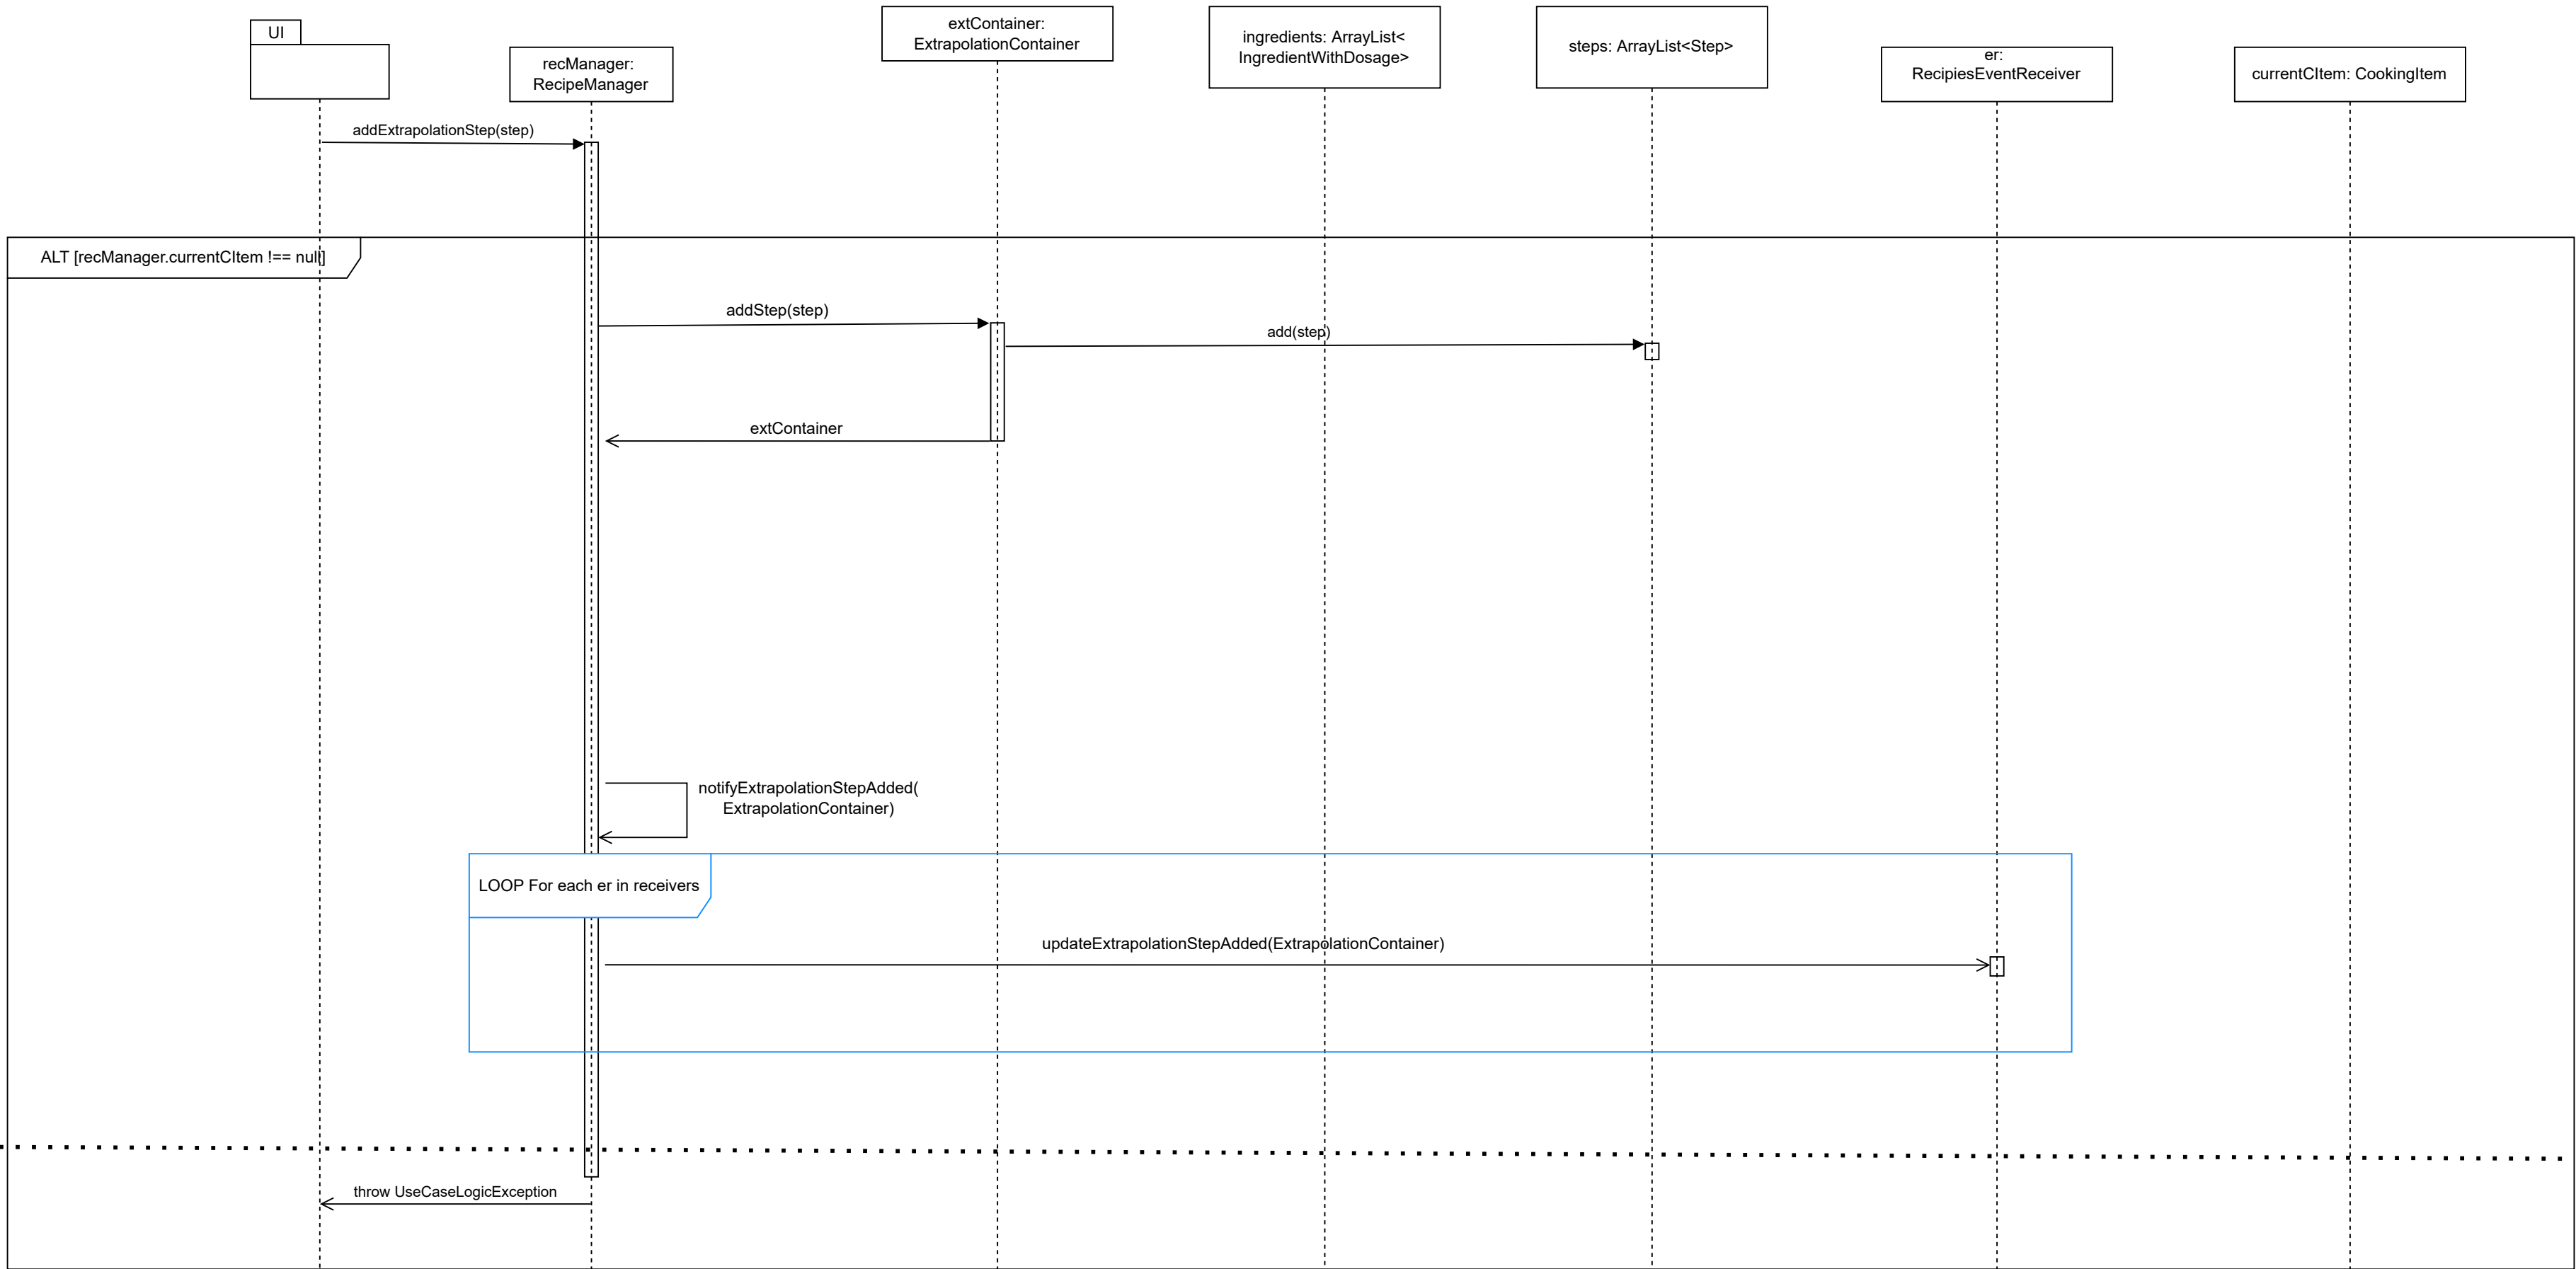 UI
recManager:
RecipeManager
extContainer:
ExtrapolationContainer
ingredients: ArrayList<
IngredientWithDosage>
steps: ArrayList<Step>
er:
RecipiesEventReceiver
currentCItem: CookingItem
addExtrapolationStep(step)
ALT [recManager.currentCItem !== null]
addStep(step)
add(step)
extContainer
notifyExtrapolationStepAdded(
ExtrapolationContainer)
LOOP For each er in receivers
updateExtrapolationStepAdded(ExtrapolationContainer)
throw UseCaseLogicException